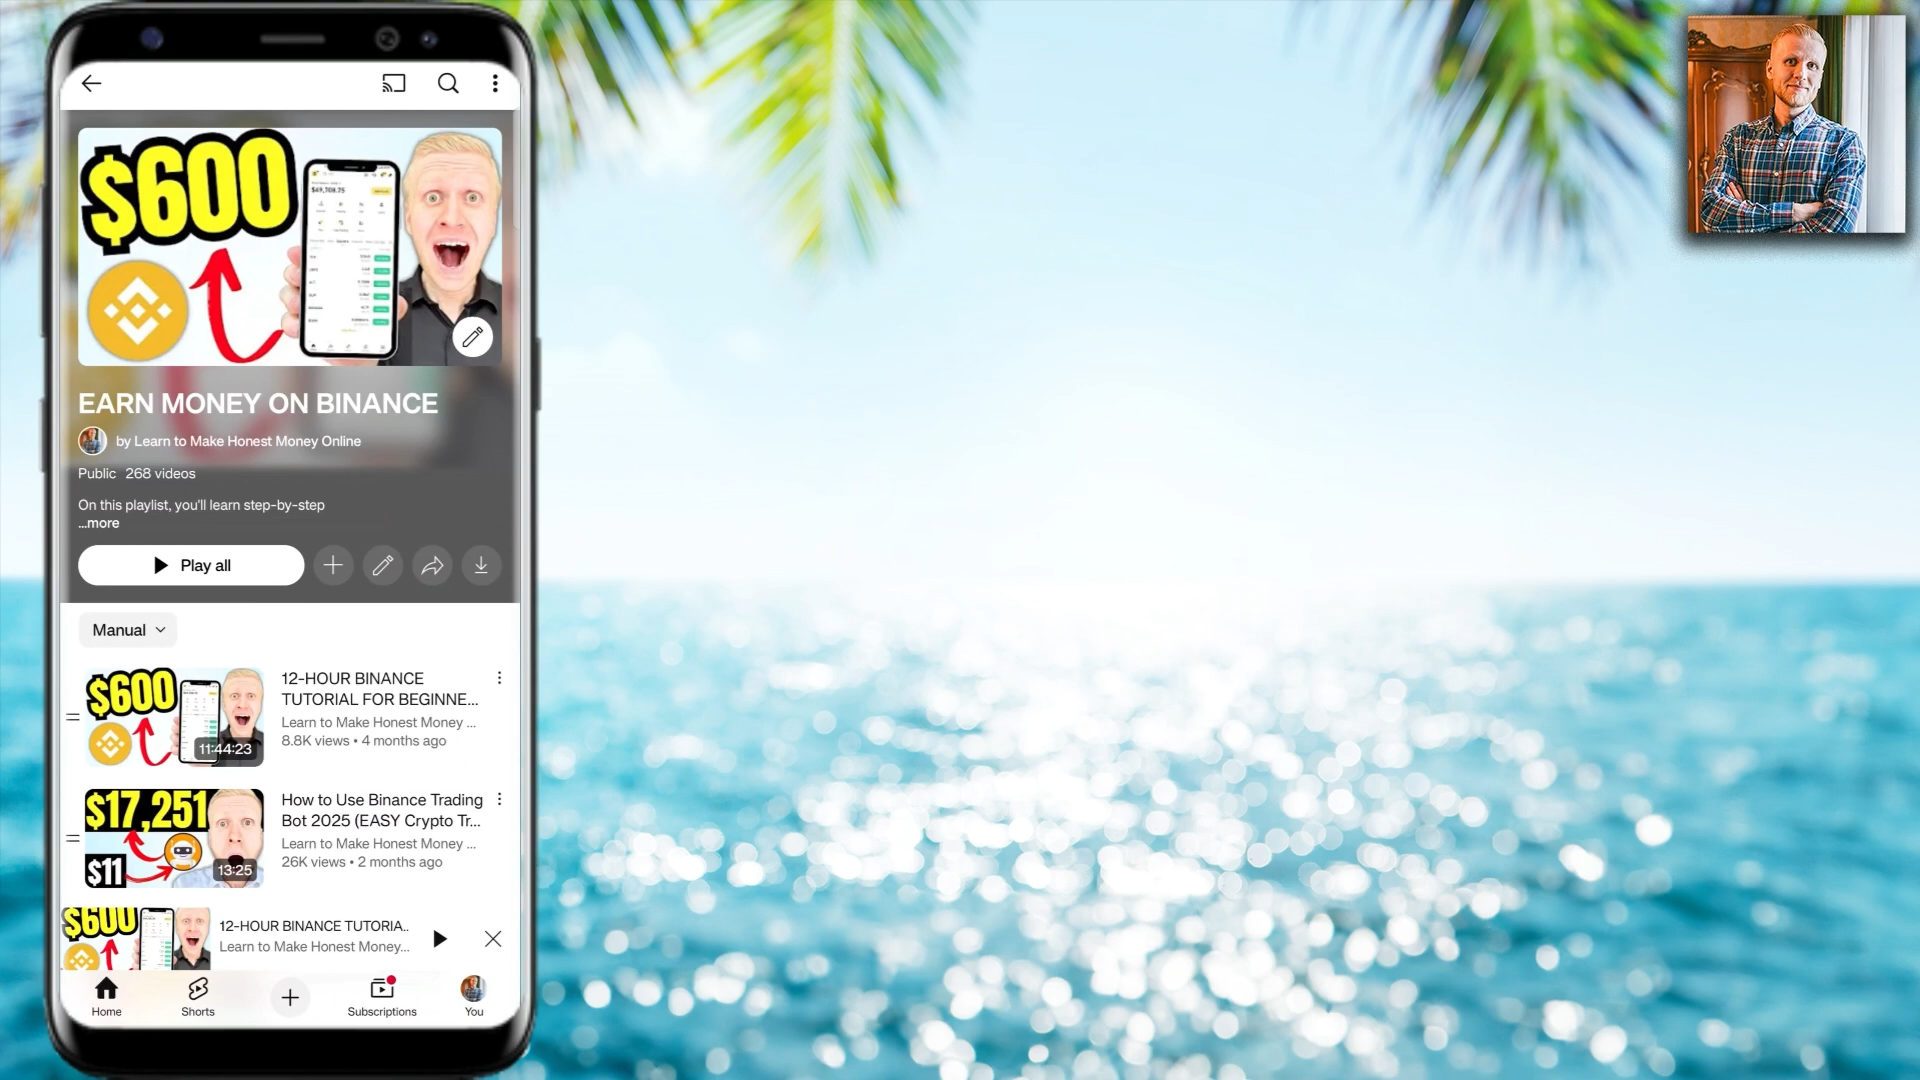 $600
EARN MONEY ON BINANCE
by Learn to Make Honest Money Online
Public 268 videos
On this playlist, you'll learn step-by-step
...more
Play all
Manual
$600
11:44:23
12-HOUR BINANCE
TUTORIAL FOR BEGINNE...
Learn to Make Honest Money ...
8.8K views • 4 months ago
$17,251
$11
13:25
How to Use Binance Trading
Bot 2025 (EASY Crypto Tr...
Learn to Make Honest Money ...
26K views • 2 months ago
$600
12-HOUR BINANCE TUTORIA..
Learn to Make Honest Money...
Home
Shorts
Subscriptions
You